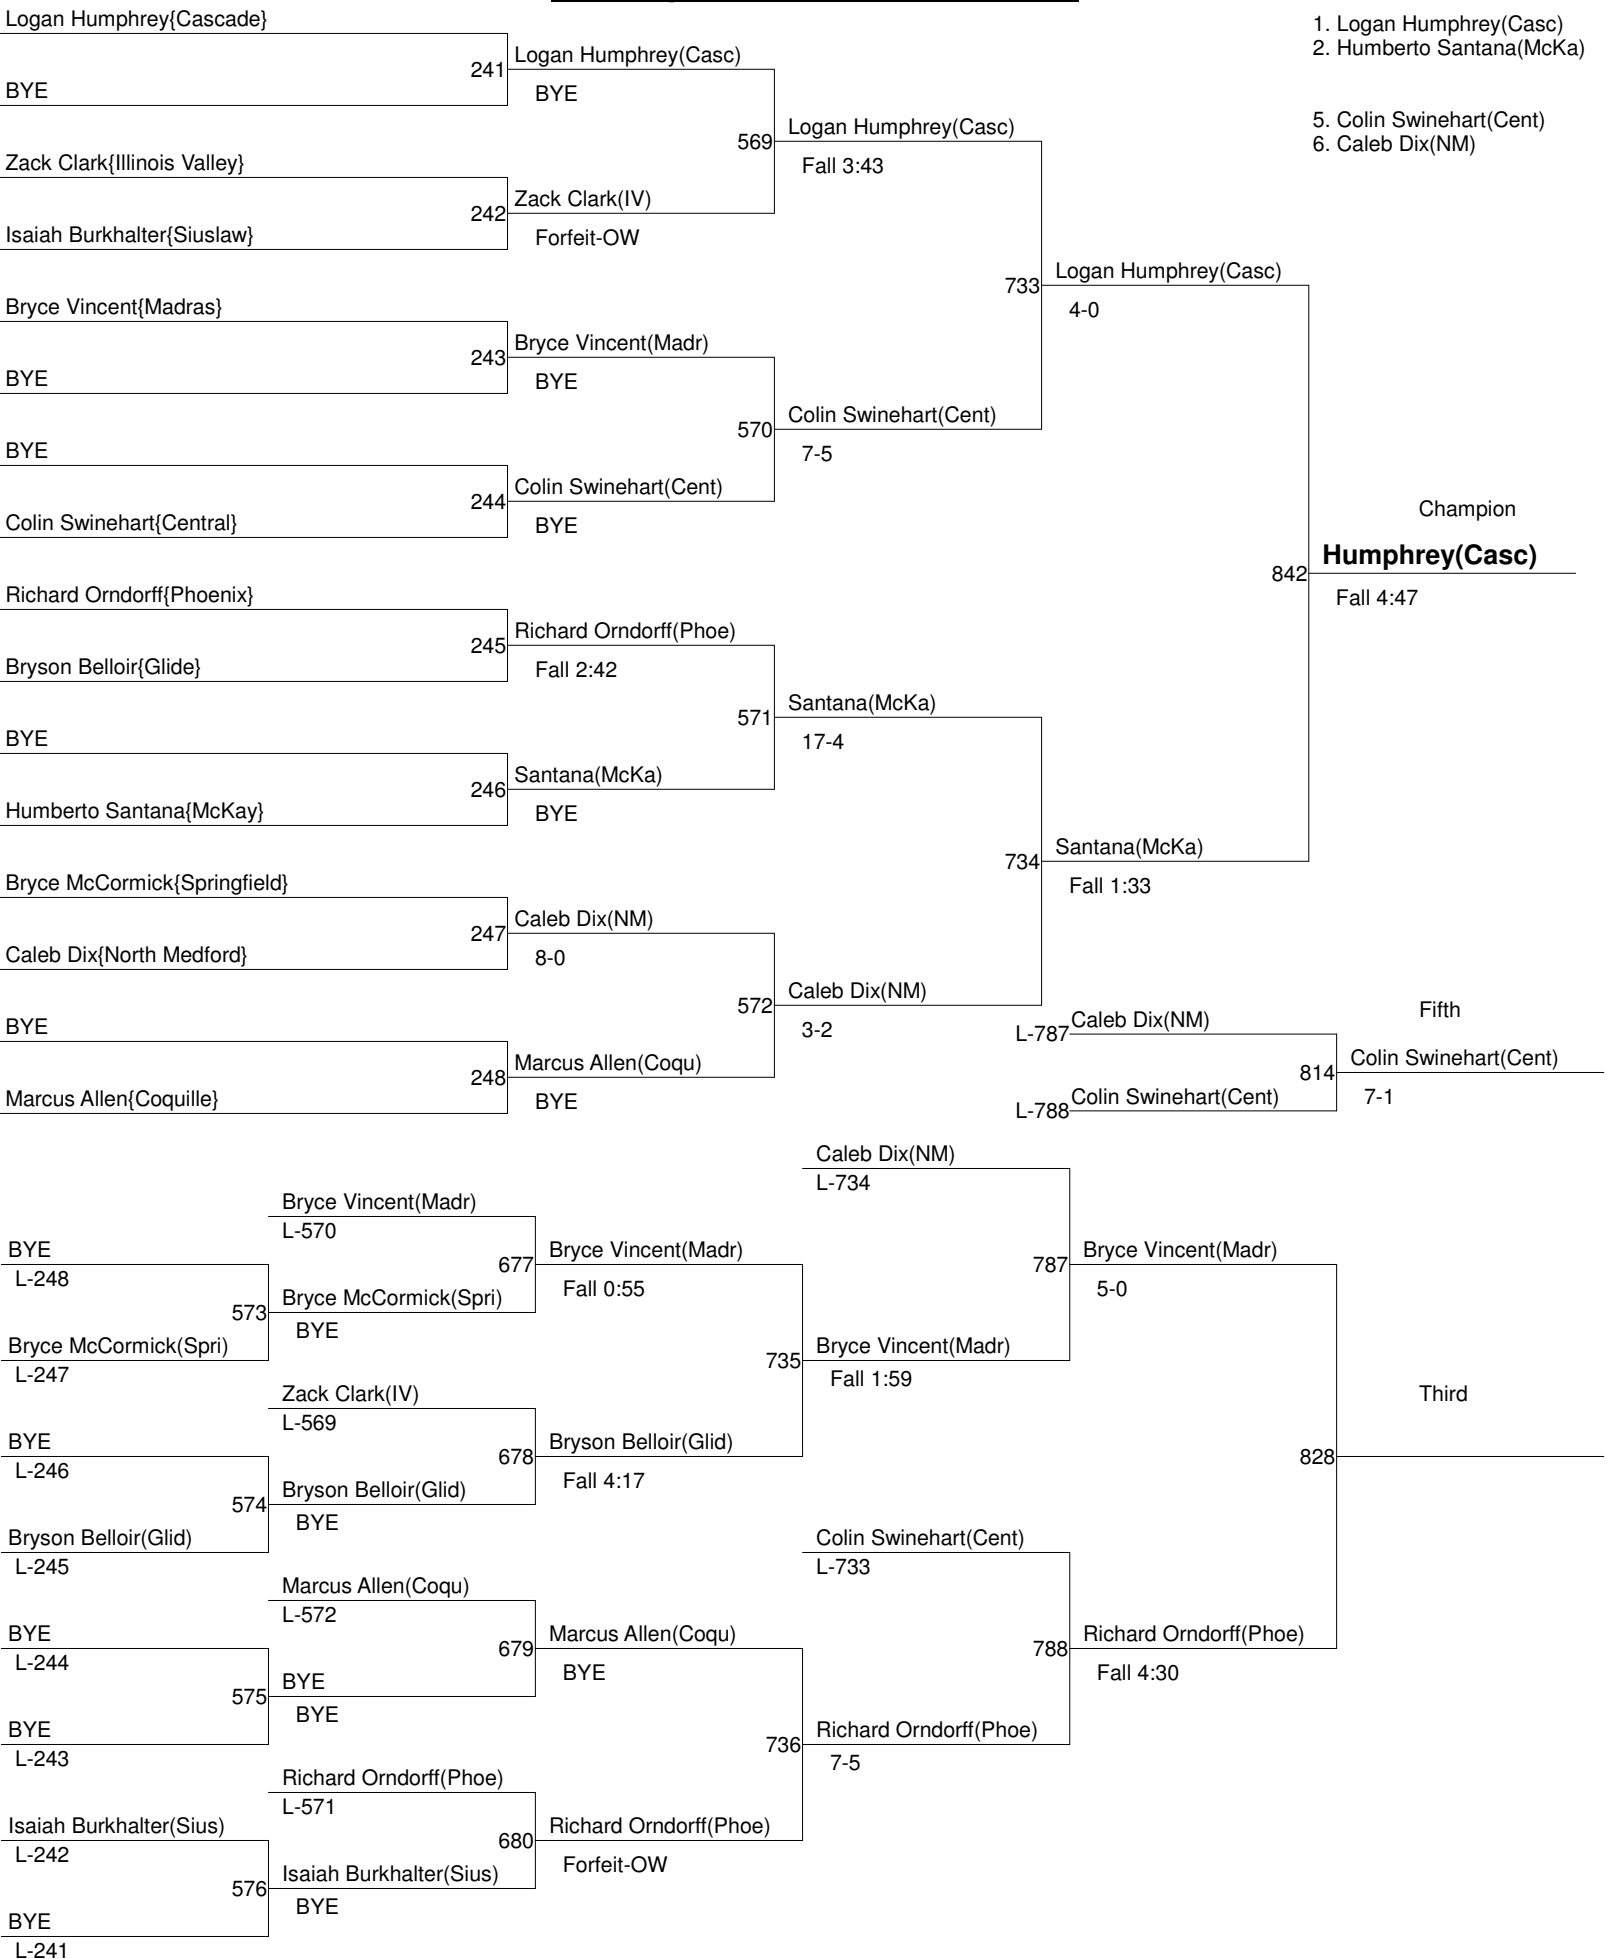 Logan Humphrey{Cascade}
BYE
Zack Clark{Illinois Valley}
Isaiah Burkhalter{Siuslaw}
Bryce Vincent{Madras}
BYE
BYE
Colin Swinehart{Central}
Richard Orndorff{Phoenix}
Bryson Belloir{Glide}
BYE
Humberto Santana{McKay}
Bryce McCormick{Springfield}
Caleb Dix{North Medford}
BYE
Marcus Allen{Coquille}
241
Logan Humphrey(Casc)
BYE
242
Zack Clark(IV)
Forfeit-OW
243
Bryce Vincent(Madr)
BYE
244
Colin Swinehart(Cent)
BYE
245
Richard Orndorff(Phoe)
Fall 2:42
246
Santana(McKa)
BYE
247
Caleb Dix(NM)
8-0
248
Marcus Allen(Coqu)
BYE
569
Logan Humphrey(Casc)
Fall 3:43
570
Colin Swinehart(Cent)
7-5
571
Santana(McKa)
17-4
572
Caleb Dix(NM)
3-2
733
Logan Humphrey(Casc)
4-0
734
Santana(McKa)
Fall 1:33
1. Logan Humphrey(Casc)
2. Humberto Santana(McKa)
5. Colin Swinehart(Cent)
6. Caleb Dix(NM)
Champion
842
Humphrey(Casc)
Fall 4:47
Fifth
L-787
Caleb Dix(NM)
L-788
Colin Swinehart(Cent)
814
Colin Swinehart(Cent)
7-1
BYE
L-248
Bryce McCormick(Spri)
L-247
BYE
L-246
Bryson Belloir(Glid)
L-245
BYE
L-244
BYE
L-243
Isaiah Burkhalter(Sius)
L-242
BYE
L-241
Bryce Vincent(Madr)
L-570
573
Bryce McCormick(Spri)
BYE
Zack Clark(IV)
L-569
574
Bryson Belloir(Glid)
BYE
Marcus Allen(Coqu)
L-572
575
BYE
BYE
Richard Orndorff(Phoe)
L-571
576
Isaiah Burkhalter(Sius)
BYE
677
Bryce Vincent(Madr)
Fall 0:55
678
Bryson Belloir(Glid)
Fall 4:17
679
Marcus Allen(Coqu)
BYE
680
Richard Orndorff(Phoe)
Forfeit-OW
Caleb Dix(NM)
L-734
735
Bryce Vincent(Madr)
Fall 1:59
Colin Swinehart(Cent)
L-733
736
Richard Orndorff(Phoe)
7-5
787
Bryce Vincent(Madr)
5-0
788
Richard Orndorff(Phoe)
Fall 4:30
Third
828